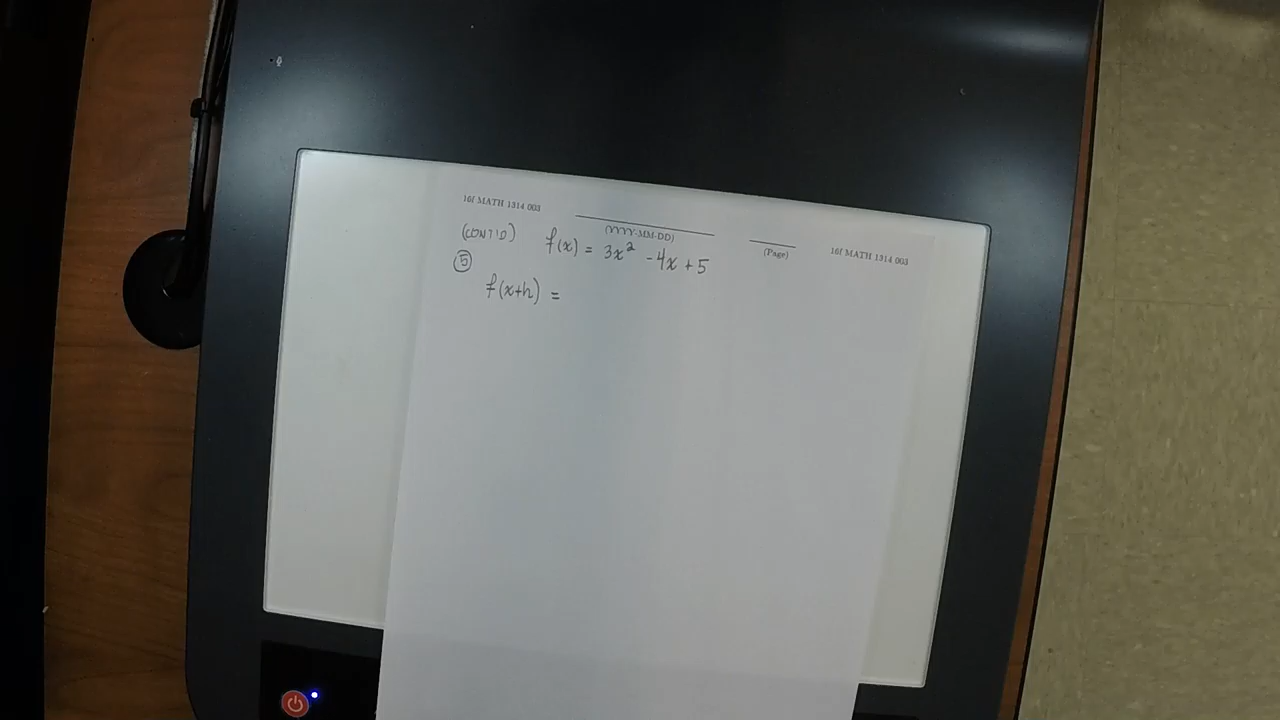 16f MATH 1314 003
(YYYY-MM-DD)
(Page)
16f MATH 1314 003
(CONT'D) f(x) = 3x² - 4x + 5
⑤
f(x+h) =